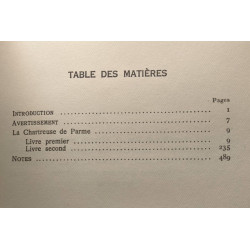 TABLE DES MATIÈRES
Pages
INTRODUCTION ........ 1
AVERTISSEMENT ........ 7
La Chartreuse de Parme ........ 9
Livre premier ........ 9
Livre second ........ 235
NOTES ........ 489